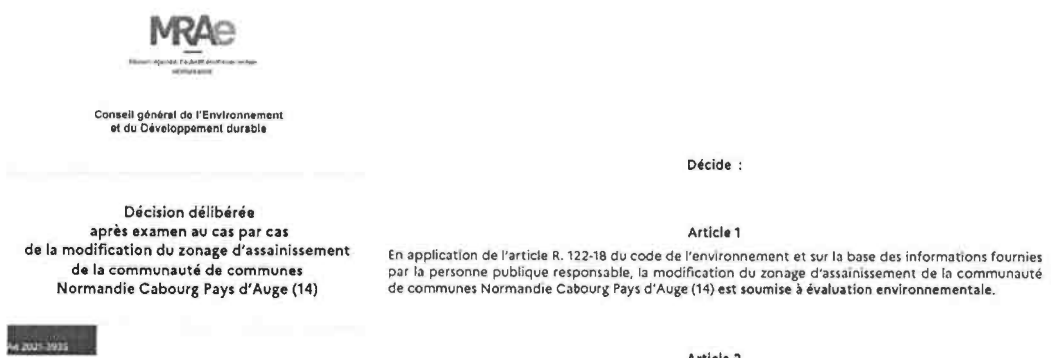 MRAe
Conseil général de l'Environnement
et du Développement durable
Décision délibérée
après examen au cas par cas
de la modification du zonage d'assainissement
de la communauté de communes
Normandie Cabourg Pays d'Auge (14)
Décide :
Article 1
En application de l'article R. 122-18 du code de l'environnement et sur la base des informations fournies
par la personne publique responsable, la modification du zonage d'assainissement de la communauté
de communes Normandie Cabourg Pays d'Auge (14) est soumise à évaluation environnementale.